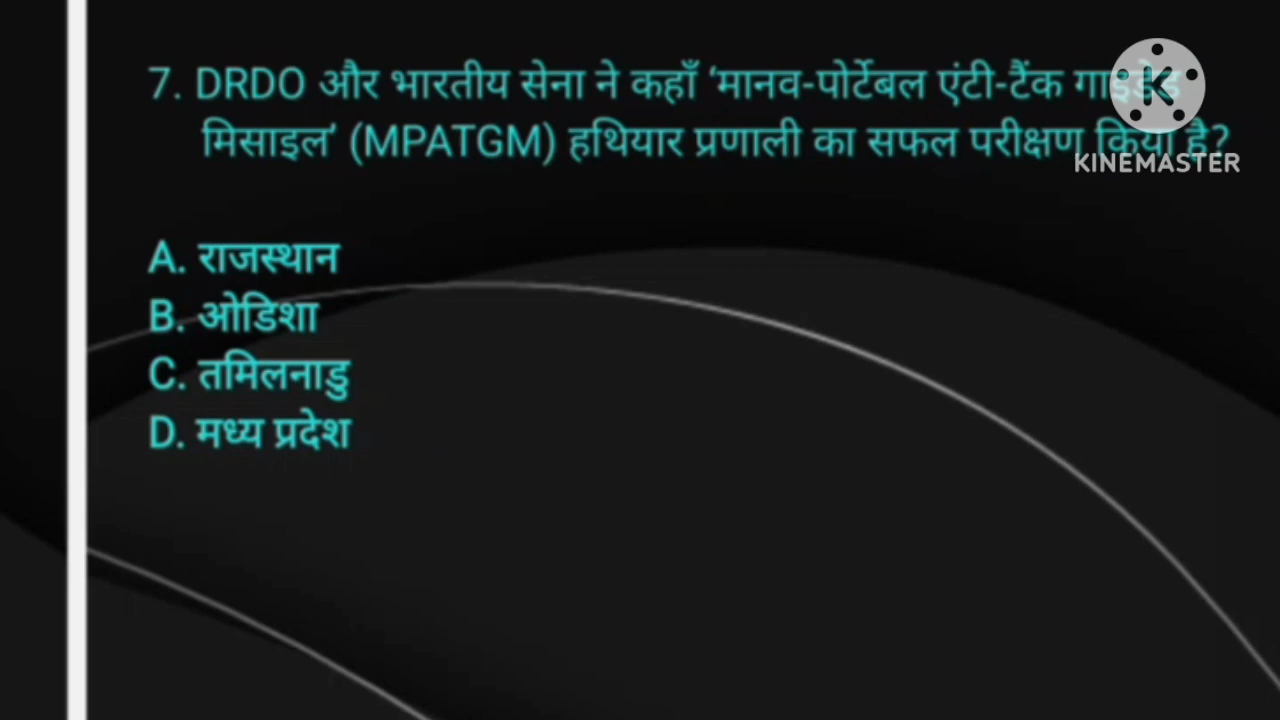 7. DRDO और भारतीय सेना ने कहाँ ‘मानव-पोर्टेबल एंटी-टैंक गाइडेड
मिसाइल’ (MPATGM) हथियार प्रणाली का सफल परीक्षण किया है?
KINEMASTER
A. राजस्थान
B. ओडिशा
C. तमिलनाडु
D. मध्य प्रदेश